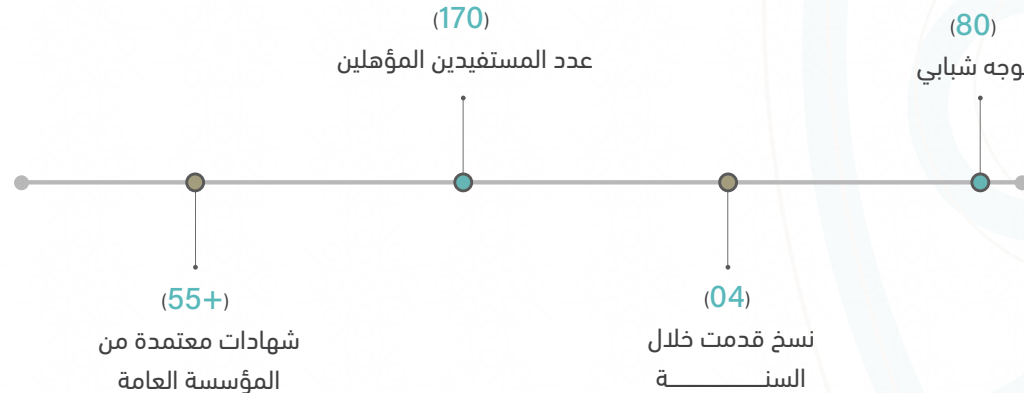 (80)
وجه شبابي
(04)
نسخ قدمت خلال
السنـــــــــــــة
(170)
عدد المستفيدين المؤهلين
(55+)
شهادات معتمدة من
المؤسسة العامة